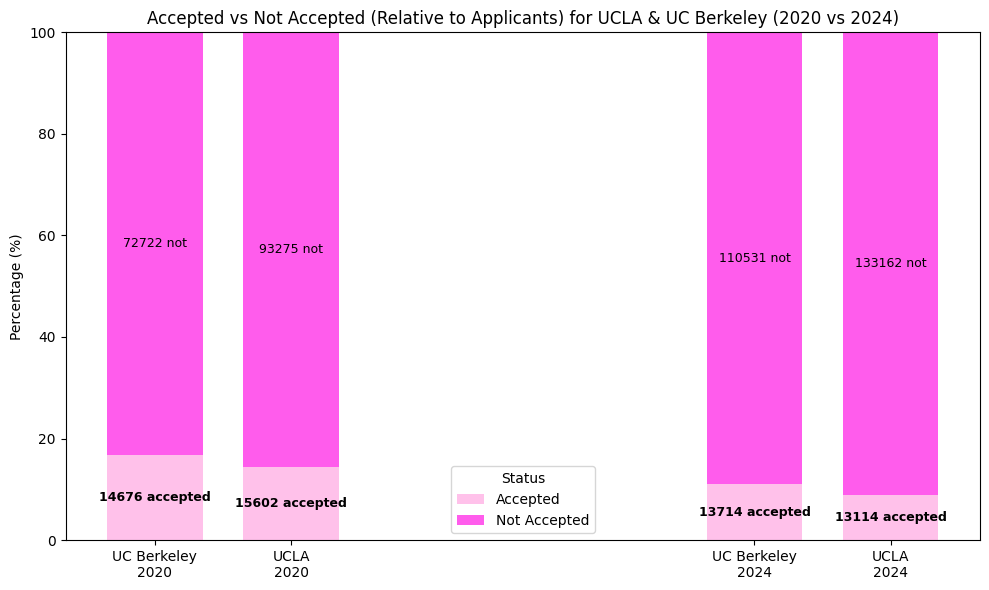 Accepted vs Not Accepted (Relative to Applicants) for UCLA & UC Berkeley (2020 vs 2024)
Percentage (%)
100
80
60
40
20
0
72722 not
93275 not
110531 not
133162 not
14676 accepted
15602 accepted
13714 accepted
13114 accepted
Status
Accepted
Not Accepted
UC Berkeley
2020
UCLA
2020
UC Berkeley
2024
UCLA
2024